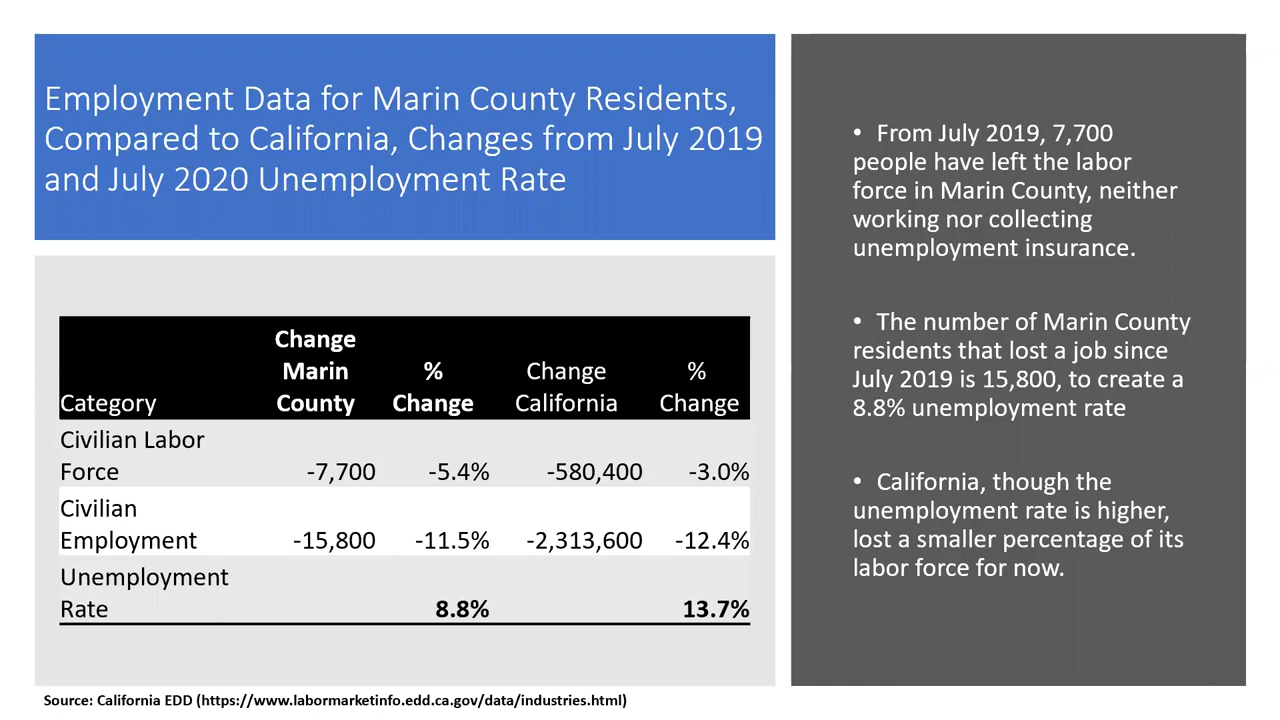 Employment Data for Marin County Residents,
Compared to California, Changes from July 2019
and July 2020 Unemployment Rate
Category Change Marin County % Change Change California % Change
Civilian Labor Force -7,700 -5.4% -580,400 -3.0%
Civilian Employment -15,800 -11.5% -2,313,600 -12.4%
Unemployment Rate 8.8% 13.7%
• From July 2019, 7,700
people have left the labor
force in Marin County, neither
working nor collecting
unemployment insurance.
• The number of Marin County
residents that lost a job since
July 2019 is 15,800, to create a
8.8% unemployment rate
• California, though the
unemployment rate is higher,
lost a smaller percentage of its
labor force for now.
Source: California EDD (https://www.labormarketinfo.edd.ca.gov/data/industries.html)